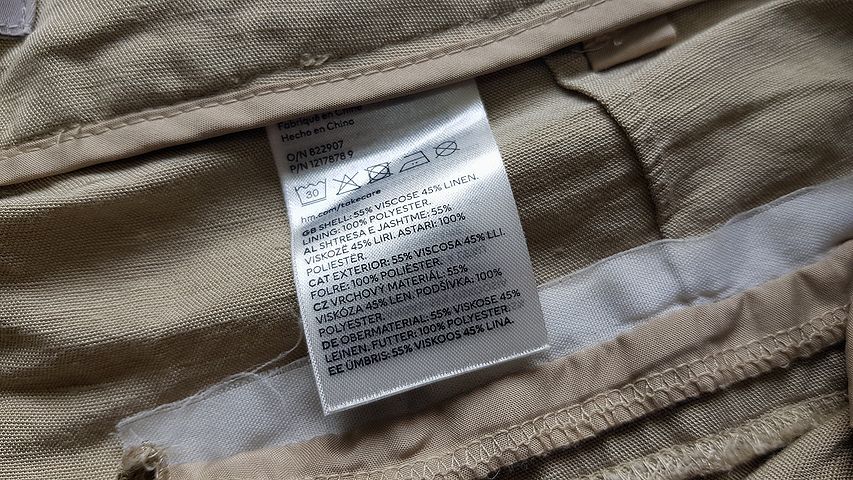 Fabriqué en China
Hecho en China
O/N 822907
P/N 1217878 9
30
hm.com/takecare
GB SHELL: 55% VISCOSE 45% LINEN.
LINING: 100% POLYESTER.
AL SHTRESA E JASHTME: 55%
VISKOZË 45% LIRI. ASTARI: 100%
POLIESTËR.
CAT EXTERIOR: 55% VISCOSA 45% LLI.
FOLRE: 100% POLIÈSTER.
CZ VRCHOVÝ MATERIÁL: 55%
VISKÓZA 45% LEN. PODŠÍVKA: 100%
POLYESTER.
DE OBERMATERIAL: 55% VISKOSE 45%
LEINEN. FUTTER: 100% POLYESTER.
EE ÜMBRIS: 55% VISKOOS 45% LINA.